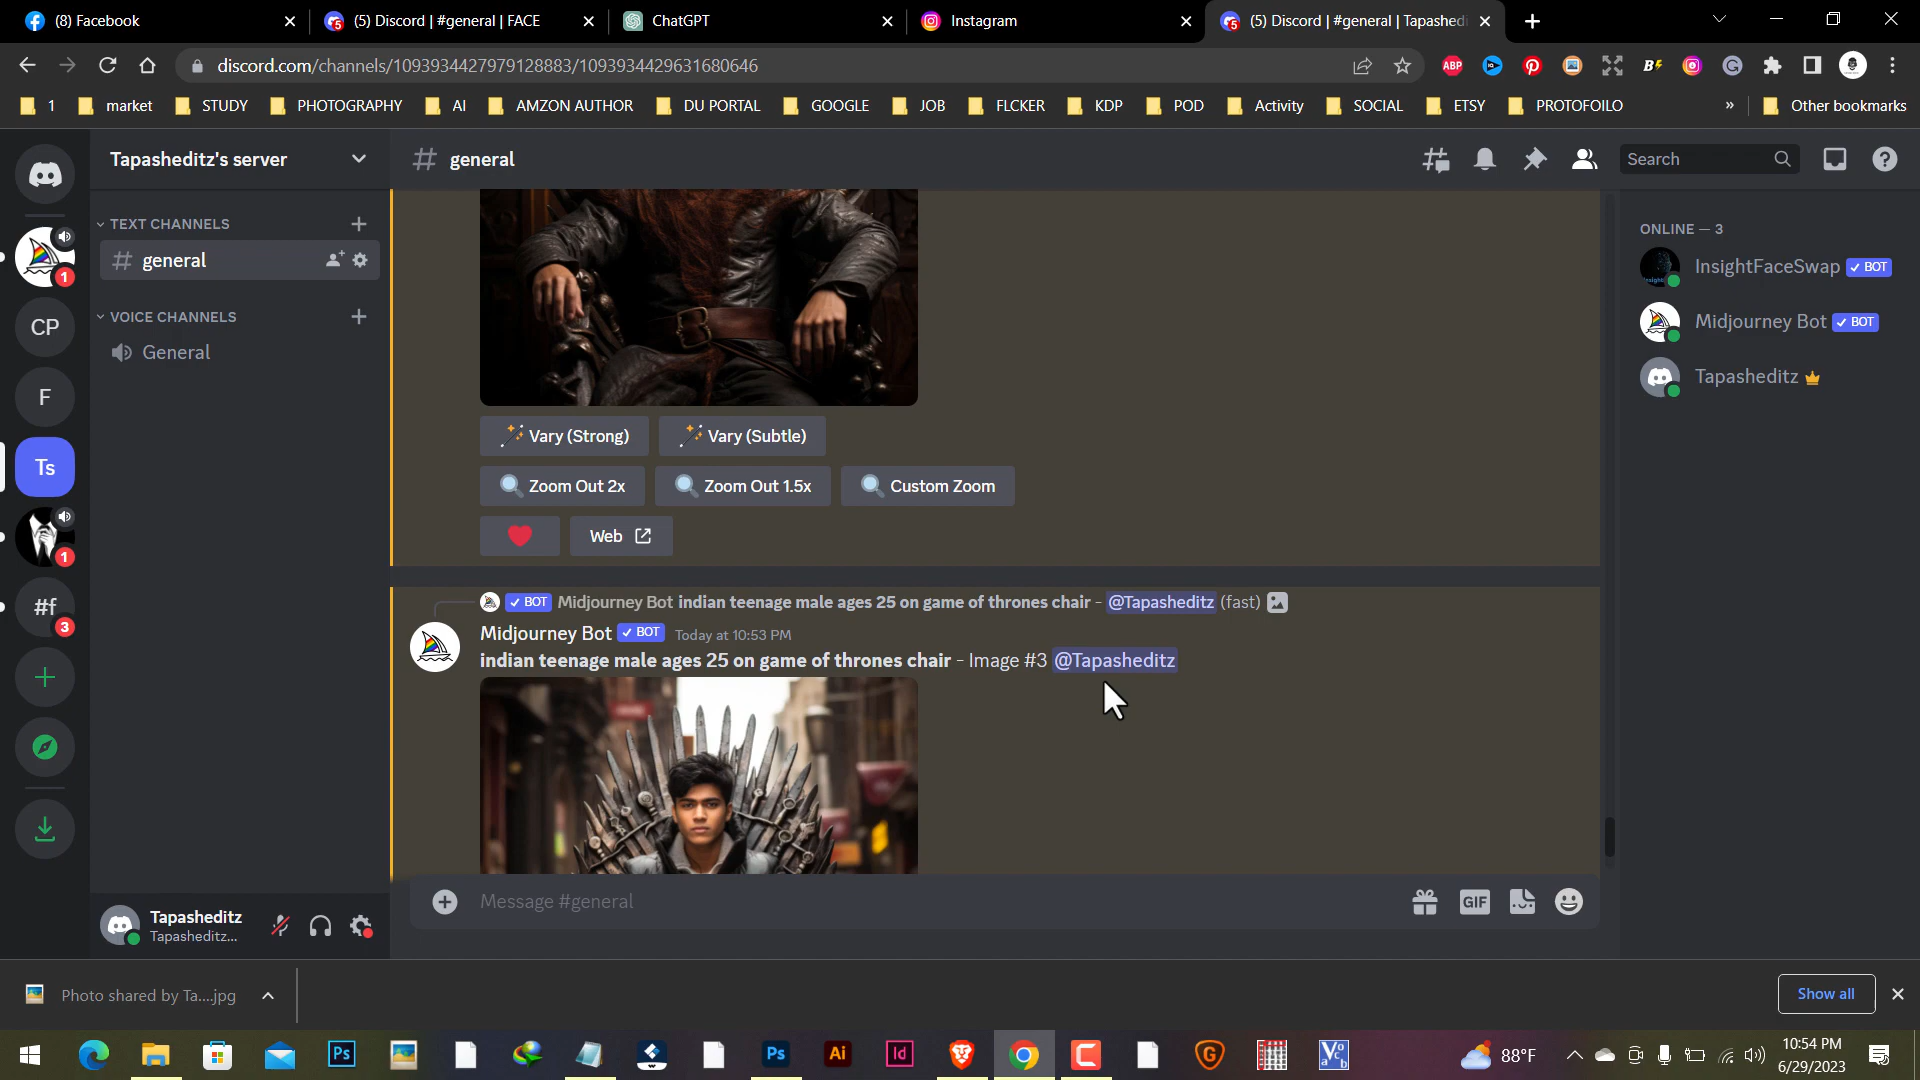 (8) Facebook
(5) Discord | #general | FACE
ChatGPT
Instagram
(5) Discord | #general | Tapashedi
discord.com/channels/1093934427979128883/1093934429631680646
ABP
1
market
STUDY
PHOTOGRAPHY
AI
AMZON AUTHOR
DU PORTAL
GOOGLE
JOB
FLCKER
KDP
POD
Activity
SOCIAL
ETSY
PROTOFOILO
»
Other bookmarks
Tapasheditz's server
general
Search
TEXT CHANNELS
general
VOICE CHANNELS
General
1
CP
F
Ts
1
#f
3
ONLINE — 3
InsightFaceSwap ✓ BOT
Midjourney Bot ✓ BOT
Tapasheditz
Vary (Strong)
Vary (Subtle)
Zoom Out 2x
Zoom Out 1.5x
Custom Zoom
Web
✓ BOT Midjourney Bot indian teenage male ages 25 on game of thrones chair - @Tapasheditz (fast)
Midjourney Bot ✓ BOT Today at 10:53 PM
indian teenage male ages 25 on game of thrones chair - Image #3 @Tapasheditz
Message #general
GIF
Tapasheditz
Tapasheditz...
Photo shared by Ta....jpg
Show all
Ps
Ps
Ai
Id
88°F
10:54 PM
6/29/2023